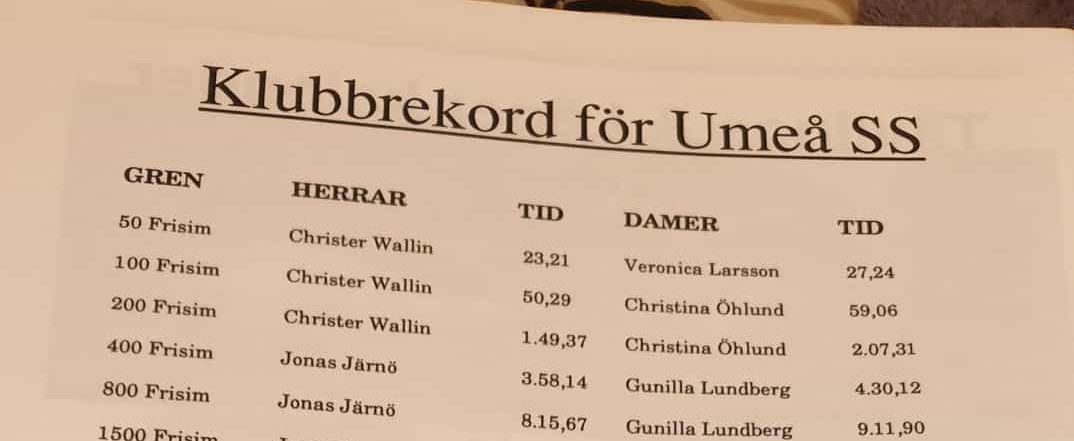 Klubbrekord för Umeå SS
GREN HERRAR TID DAMER TID
50 Frisim Christer Wallin 23,21 Veronica Larsson 27,24
100 Frisim Christer Wallin 50,29 Christina Öhlund 59,06
200 Frisim Christer Wallin 1.49,37 Christina Öhlund 2.07,31
400 Frisim Jonas Järnö 3.58,14 Gunilla Lundberg 4.30,12
800 Frisim Jonas Järnö 8.15,67 Gunilla Lundberg 9.11,90
1500 Frisim